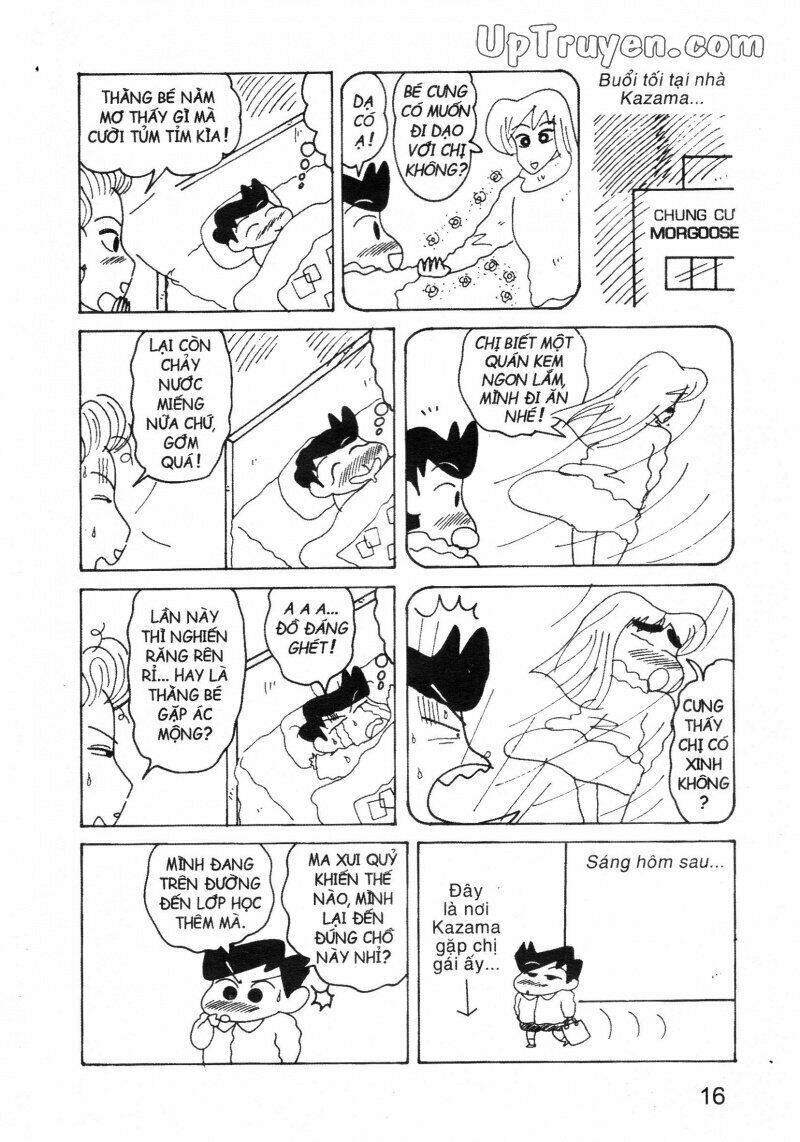 UpTruyen.com
Buổi tối tại nhà
Kazama...
CHUNG CƯ
MORGOOSE
BÉ CƯNG
CÓ MUỐN
ĐI DẠO
VỚI CHỊ
KHÔNG?
DẠ
CÓ
Ạ!
THẰNG BÉ NẰM
MƠ THẤY GÌ MÀ
CƯỜI TỦM TỈM KÌA!
CHỊ BIẾT MỘT
QUÁN KEM
NGON LẮM,
MÌNH ĐI ĂN
NHÉ!
LẠI CÒN
CHẢY
NƯỚC
MIẾNG
NỮA CHỨ,
GỚM
QUÁ!
CƯNG
THẤY
CHỊ CÓ
XINH
KHÔNG
?
A A A...
ĐỒ ĐÁNG
GHÉT!
LẦN NÀY
THÌ NGHIẾN
RĂNG RÊN
RỈ... HAY LÀ
THẰNG BÉ
GẶP ÁC
MỘNG?
Sáng hôm sau...
Đây
là nơi
Kazama
gặp chị
gái ấy...
MA XUI QUỶ
KHIẾN THẾ
NÀO, MÌNH
LẠI ĐẾN
ĐÚNG CHỖ
NÀY NHỈ?
MÌNH ĐANG
TRÊN ĐƯỜNG
ĐẾN LỚP HỌC
THÊM MÀ.
16